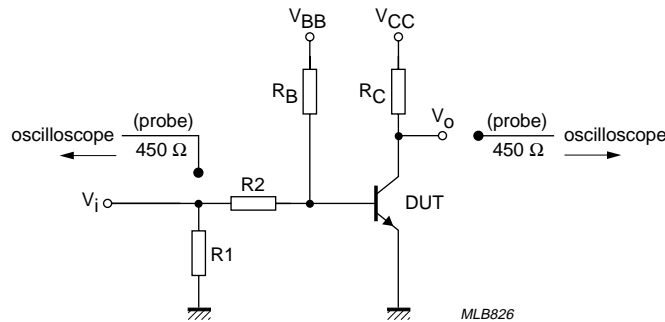 VBB
VCC
RB
RC
(probe)
450 Ω
oscilloscope
Vo
(probe)
450 Ω
oscilloscope
R2
Vi
DUT
R1
MLB826